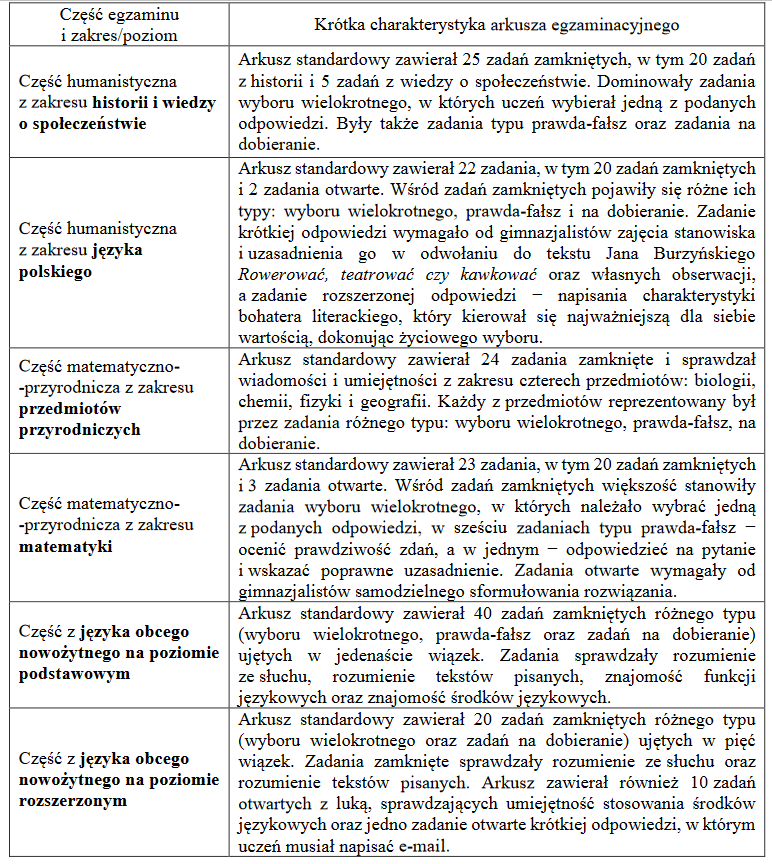 Część egzaminu
i zakres/poziom
Krótka charakterystyka arkusza egzaminacyjnego
Część humanistyczna
z zakresu historii i wiedzy
o społeczeństwie
Arkusz standardowy zawierał 25 zadań zamkniętych, w tym 20 zadań
z historii i 5 zadań z wiedzy o społeczeństwie. Dominowały zadania
wyboru wielokrotnego, w których uczeń wybierał jedną z podanych
odpowiedzi. Były także zadania typu prawda-fałsz oraz zadania na
dobieranie.
Część humanistyczna
z zakresu języka
polskiego
Arkusz standardowy zawierał 22 zadania, w tym 20 zadań zamkniętych
i 2 zadania otwarte. Wśród zadań zamkniętych pojawiły się różne ich
typy: wyboru wielokrotnego, prawda-fałsz i na dobieranie. Zadanie
krótkiej odpowiedzi wymagało od gimnazjalistów zajęcia stanowiska
i uzasadnienia go w odwołaniu do tekstu Jana Burzyńskiego
Rowerować, teatrować czy kawkować oraz własnych obserwacji,
a zadanie rozszerzonej odpowiedzi − napisania charakterystyki
bohatera literackiego, który kierował się najważniejszą dla siebie
wartością, dokonując życiowego wyboru.
Część matematyczno-
-przyrodnicza z zakresu
przedmiotów
przyrodniczych
Arkusz standardowy zawierał 24 zadania zamknięte i sprawdzał
wiadomości i umiejętności z zakresu czterech przedmiotów: biologii,
chemii, fizyki i geografii. Każdy z przedmiotów reprezentowany był
przez zadania różnego typu: wyboru wielokrotnego, prawda-fałsz, na
dobieranie.
Część matematyczno-
-przyrodnicza z zakresu
matematyki
Arkusz standardowy zawierał 23 zadania, w tym 20 zadań zamkniętych
i 3 zadania otwarte. Wśród zadań zamkniętych większość stanowiły
zadania wyboru wielokrotnego, w których należało wybrać jedną
z podanych odpowiedzi, w sześciu zadaniach typu prawda-fałsz −
ocenić prawdziwość zdań, a w jednym − odpowiedzieć na pytanie
i wskazać poprawne uzasadnienie. Zadania otwarte wymagały od
gimnazjalistów samodzielnego sformułowania rozwiązania.
Część z języka obcego
nowożytnego na poziomie
podstawowym
Arkusz standardowy zawierał 40 zadań zamkniętych różnego typu
(wyboru wielokrotnego, prawda-fałsz oraz zadań na dobieranie)
ujętych w jedenaście wiązek. Zadania sprawdzały rozumienie
ze słuchu, rozumienie tekstów pisanych, znajomość funkcji
językowych oraz znajomość środków językowych.
Część z języka obcego
nowożytnego na poziomie
rozszerzonym
Arkusz standardowy zawierał 20 zadań zamkniętych różnego typu
(wyboru wielokrotnego oraz zadań na dobieranie) ujętych w pięć
wiązek. Zadania zamknięte sprawdzały rozumienie ze słuchu oraz
rozumienie tekstów pisanych. Arkusz zawierał również 10 zadań
otwartych z luką, sprawdzających umiejętność stosowania środków
językowych oraz jedno zadanie otwarte krótkiej odpowiedzi, w którym
uczeń musiał napisać e-mail.